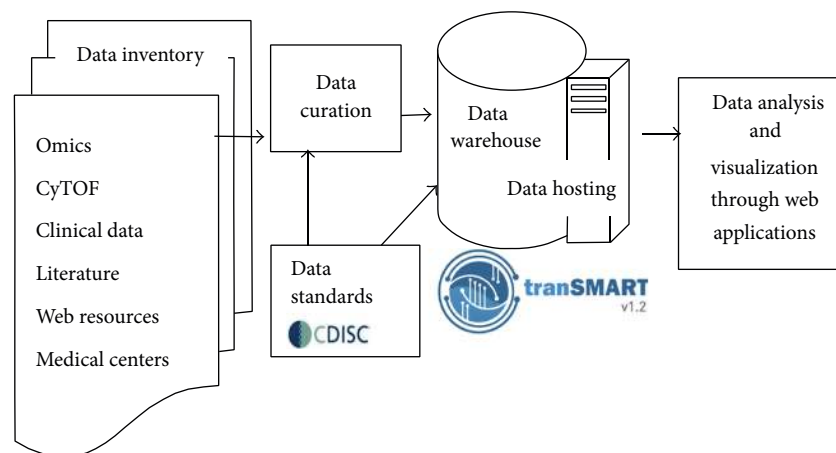 Data inventory
Omics
CyTOF
Clinical data
Literature
Web resources
Medical centers
Data
curation
Data
standards
CDISC
Data
warehouse
Data hosting
tranSMART
v1.2
Data analysis
and
visualization
through web
applications